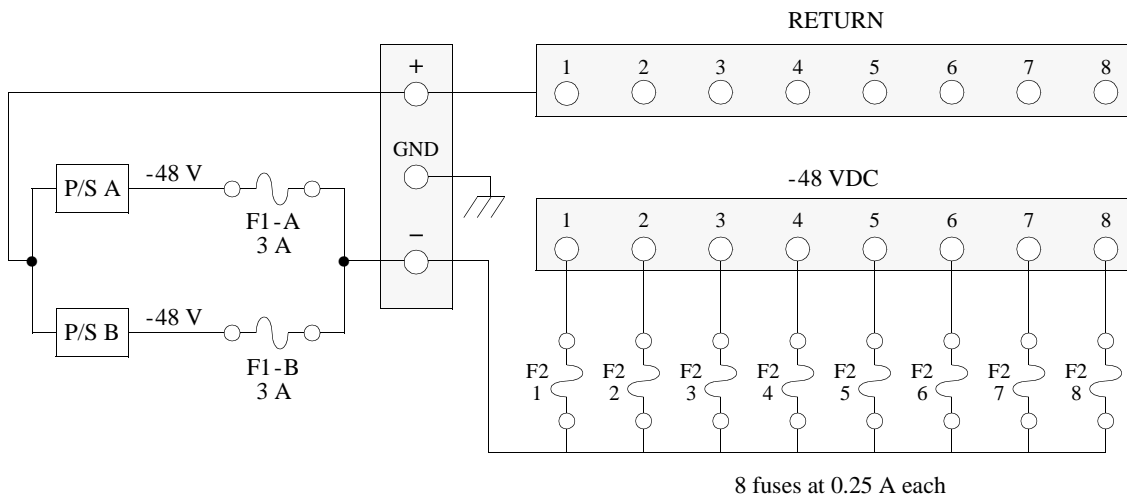 RETURN
+
1 2 3 4 5 6 7 8
GND
-48 VDC
P/S A
-48 V
F1-A
3 A
−
1 2 3 4 5 6 7 8
P/S B
-48 V
F1-B
3 A
F2 F2 F2 F2 F2 F2 F2 F2
1 2 3 4 5 6 7 8
8 fuses at 0.25 A each